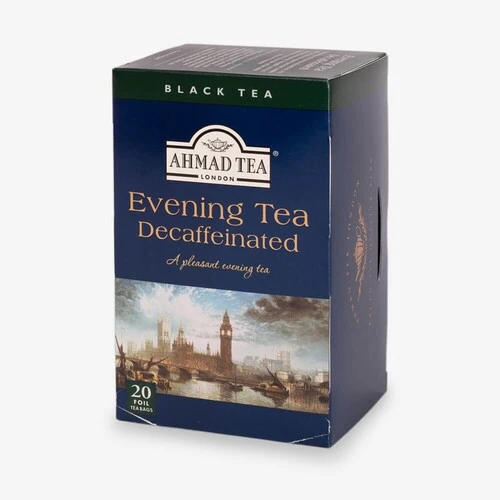 BLACK TEA
AHMAD TEA
LONDON
Evening Tea
Decaffeinated
A pleasant evening tea
20
FOIL
TEABAGS